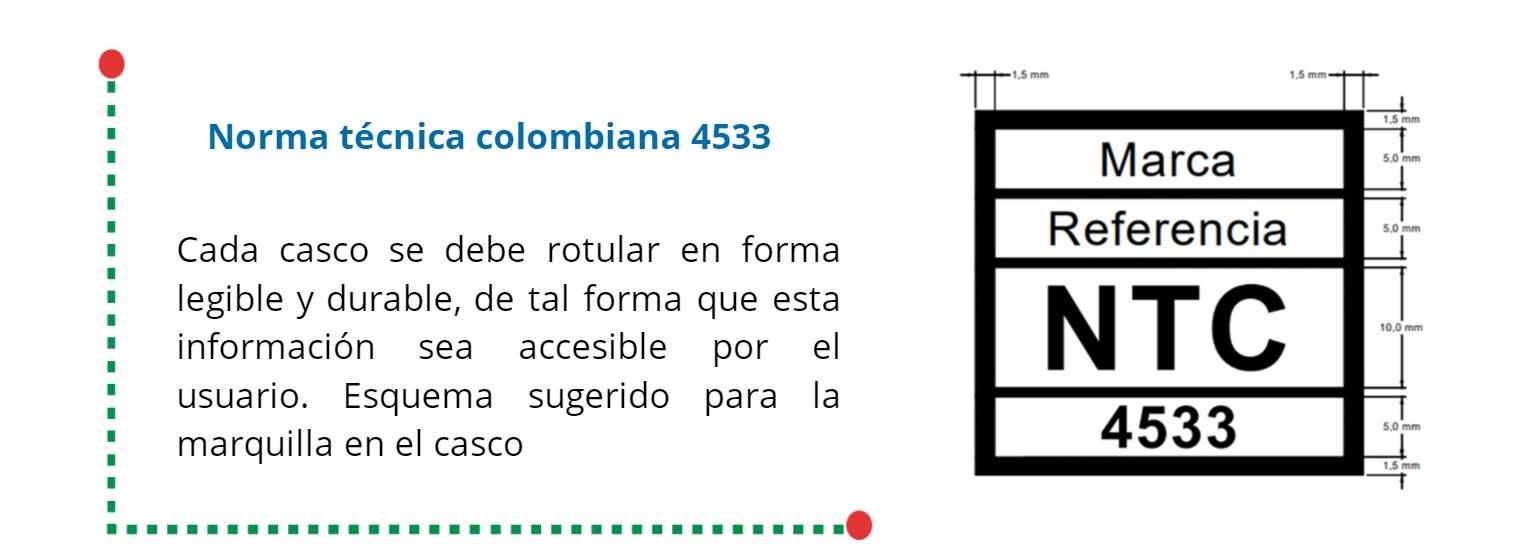 Norma técnica colombiana 4533
Cada casco se debe rotular en forma
legible y durable, de tal forma que esta
información sea accesible por el
usuario. Esquema sugerido para la
marquilla en el casco
1,5 mm
1,5 mm
1,5 mm
Marca
5,0 mm
Referencia
5,0 mm
NTC
10,0 mm
4533
5,0 mm
1,5 mm